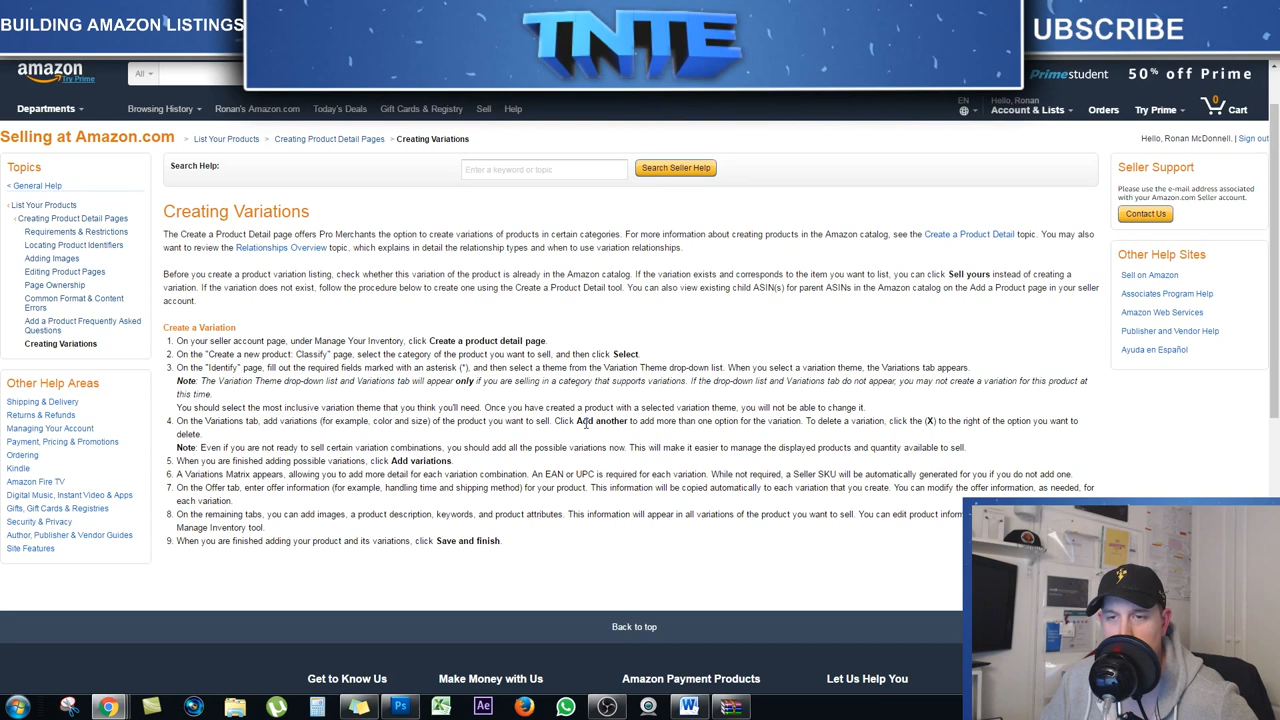 BUILDING AMAZON LISTINGS
TNTE
SUBSCRIBE
amazon
Try Prime
All
Prime student 50% off Prime
Departments
Browsing History
Ronan's Amazon.com
Today's Deals
Gift Cards & Registry
Sell
Help
EN
Hello, Ronan
Account & Lists
Orders
Try Prime
0
Cart
Selling at Amazon.com > List Your Products > Creating Product Detail Pages > Creating Variations
Hello, Ronan McDonnell. | Sign out
Topics
< General Help
List Your Products
Creating Product Detail Pages
Requirements & Restrictions
Locating Product Identifiers
Adding Images
Editing Product Pages
Page Ownership
Common Format & Content
Errors
Add a Product Frequently Asked
Questions
Creating Variations
Other Help Areas
Shipping & Delivery
Returns & Refunds
Managing Your Account
Payment, Pricing & Promotions
Ordering
Kindle
Amazon Fire TV
Digital Music, Instant Video & Apps
Gifts, Gift Cards & Registries
Security & Privacy
Author, Publisher & Vendor Guides
Site Features
Search Help:
Enter a keyword or topic
Search Seller Help
Creating Variations
The Create a Product Detail page offers Pro Merchants the option to create variations of products in certain categories. For more information about creating products in the Amazon catalog, see the Create a Product Detail topic. You may also
want to review the Relationships Overview topic, which explains in detail the relationship types and when to use variation relationships.
Before you create a product variation listing, check whether this variation of the product is already in the Amazon catalog. If the variation exists and corresponds to the item you want to list, you can click Sell yours instead of creating a
variation. If the variation does not exist, follow the procedure below to create one using the Create a Product Detail tool. You can also view existing child ASIN(s) for parent ASINs in the Amazon catalog on the Add a Product page in your seller
account.
Create a Variation
1. On your seller account page, under Manage Your Inventory, click Create a product detail page.
2. On the "Create a new product: Classify" page, select the category of the product you want to sell, and then click Select.
3. On the "Identify" page, fill out the required fields marked with an asterisk (*), and then select a theme from the Variation Theme drop-down list. When you select a variation theme, the Variations tab appears.
Note: The Variation Theme drop-down list and Variations tab will appear only if you are selling in a category that supports variations. If the drop-down list and Variations tab do not appear, you may not create a variation for this product at
this time.
You should select the most inclusive variation theme that you think you'll need. Once you have created a product with a selected variation theme, you will not be able to change it.
4. On the Variations tab, add variations (for example, color and size) of the product you want to sell. Click Add another to add more than one option for the variation. To delete a variation, click the (X) to the right of the option you want to
delete.
Note: Even if you are not ready to sell certain variation combinations, you should add all the possible variations now. This will make it easier to manage the displayed products and quantity available to sell.
5. When you are finished adding possible variations, click Add variations.
6. A Variations Matrix appears, allowing you to add more detail for each variation combination. An EAN or UPC is required for each variation. While not required, a Seller SKU will be automatically generated for you if you do not add one.
7. On the Offer tab, enter offer information (for example, handling time and shipping method) for your product. This information will be copied automatically to each variation that you create. You can modify the offer information, as needed, for
each variation.
8. On the remaining tabs, you can add images, a product description, keywords, and product attributes. This information will appear in all variations of the product you want to sell. You can edit product
Manage Inventory tool.
9. When you are finished adding your product and its variations, click Save and finish.
Seller Support
Please use the e-mail address associated
with your Amazon.com Seller account.
Contact Us
Other Help Sites
Sell on Amazon
Associates Program Help
Amazon Web Services
Publisher and Vendor Help
Ayuda en Español
Back to top
Get to Know Us
Make Money with Us
Amazon Payment Products
Let Us Help You